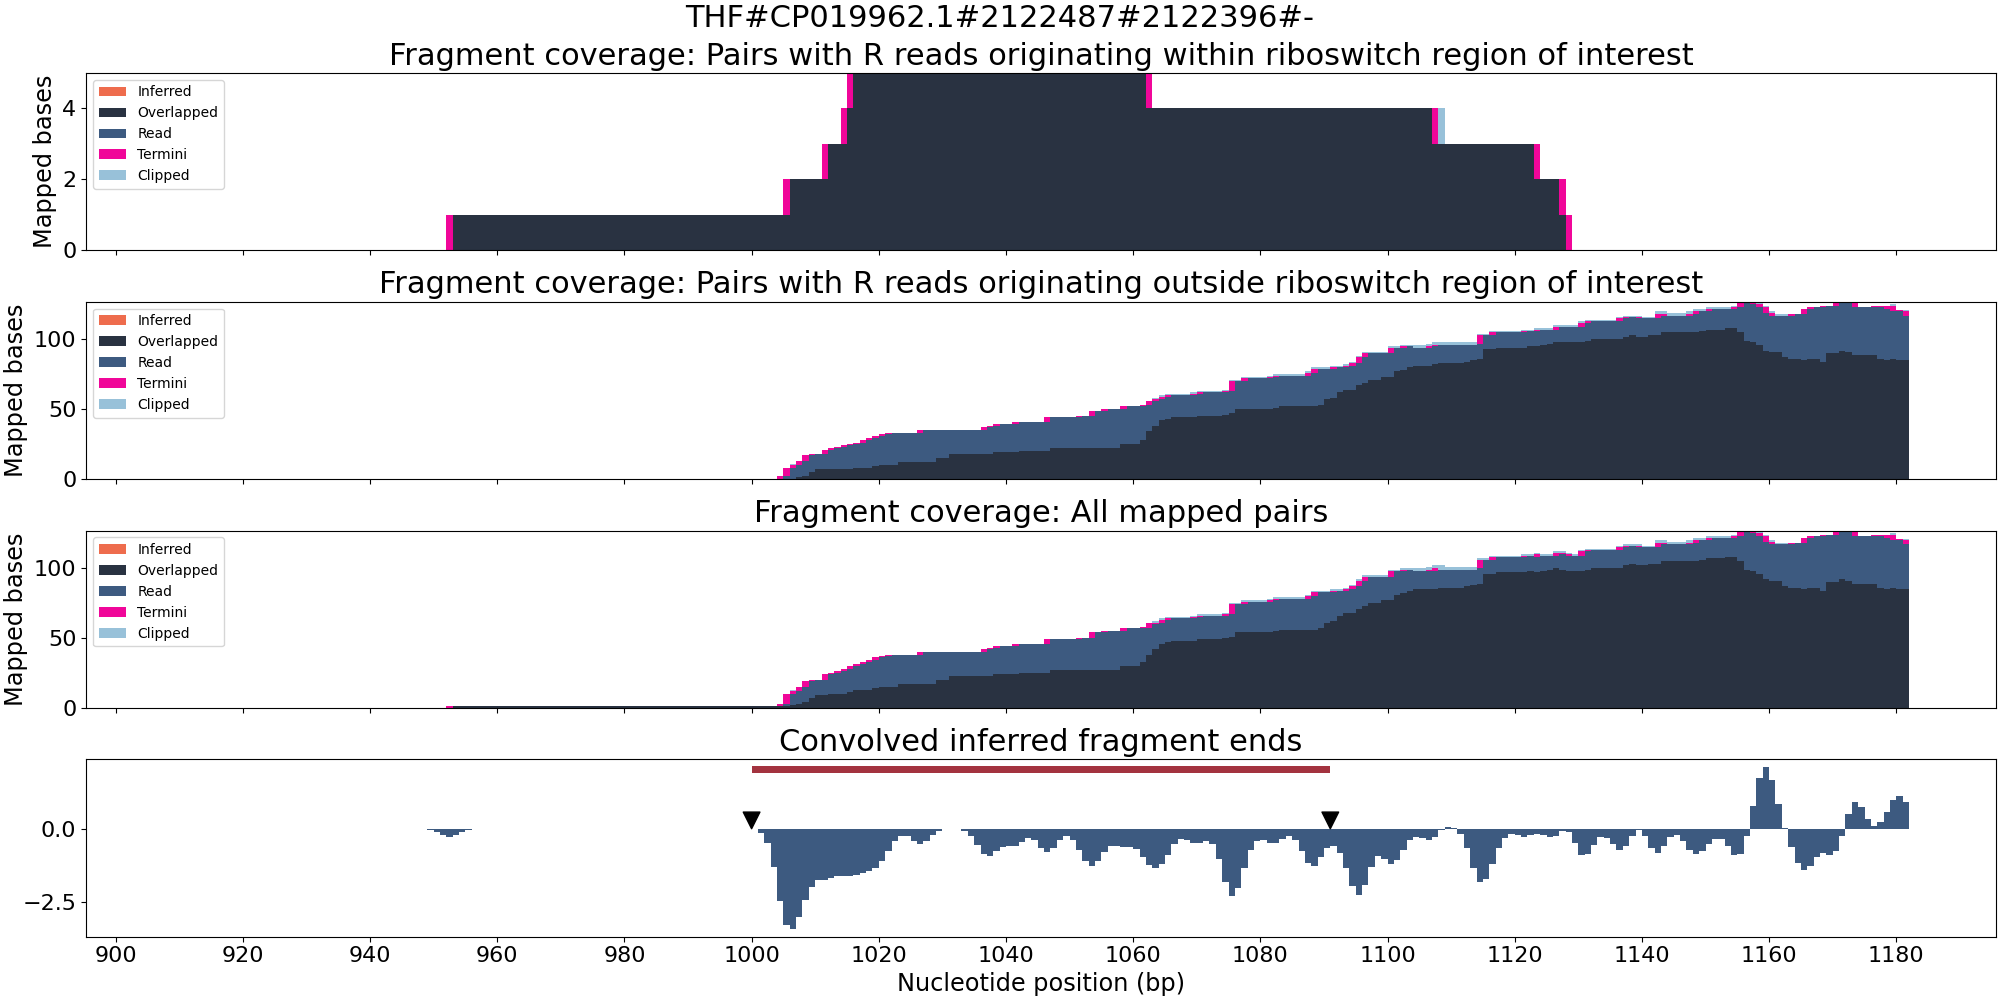 THF#CP019962.1#2122487#2122396#-
Fragment coverage: Pairs with R reads originating within riboswitch region of interest
Mapped bases
4
2
0
Inferred
Overlapped
Read
Termini
Clipped
Fragment coverage: Pairs with R reads originating outside riboswitch region of interest
Mapped bases
100
50
0
Inferred
Overlapped
Read
Termini
Clipped
Fragment coverage: All mapped pairs
Mapped bases
100
50
0
Inferred
Overlapped
Read
Termini
Clipped
Convolved inferred fragment ends
0.0
−2.5
900 920 940 960 980 1000 1020 1040 1060 1080 1100 1120 1140 1160 1180
Nucleotide position (bp)